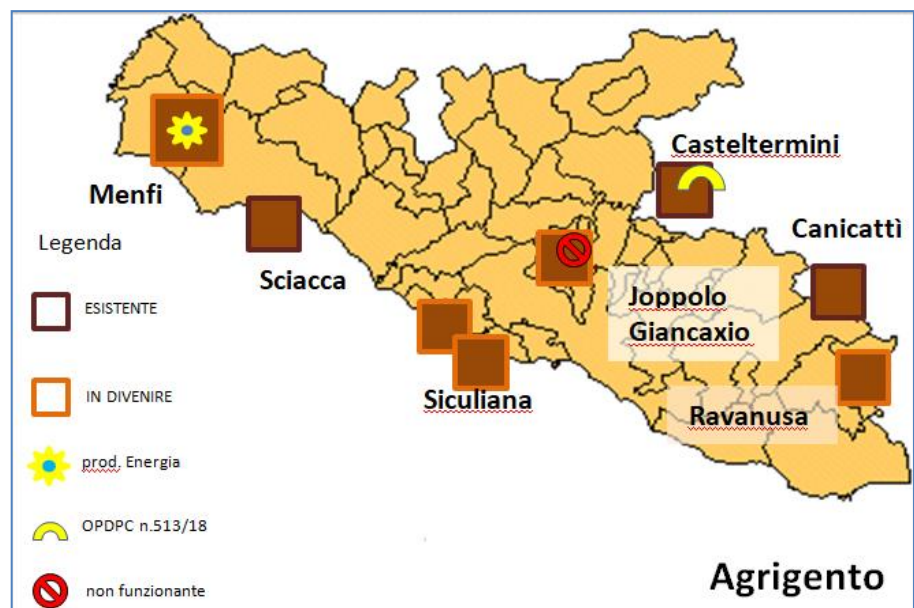 Casteltermini
Menfi
Canicattì
Legenda
Sciacca
Joppolo
Giancaxio
ESISTENTE
IN DIVENIRE
Siculiana
Ravanusa
prod. Energia
OPDPC n.513/18
non funzionante
Agrigento